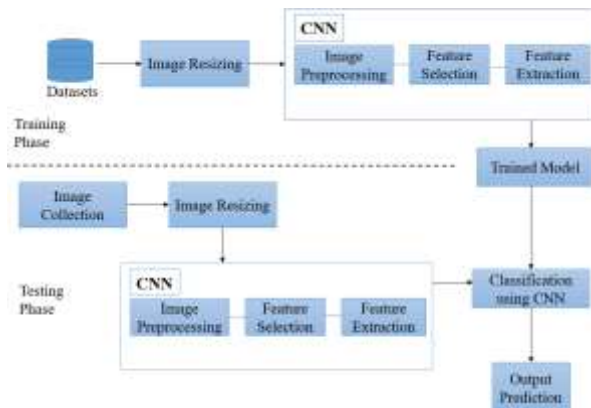 CNN
Image
Preprocessing
Feature
Selection
Feature
Extraction
Image Resizing
Datasets
Training
Phase
Trained Model
Image
Collection
Image Resizing
CNN
Image
Preprocessing
Feature
Selection
Feature
Extraction
Testing
Phase
Classification
using CNN
Output
Prediction